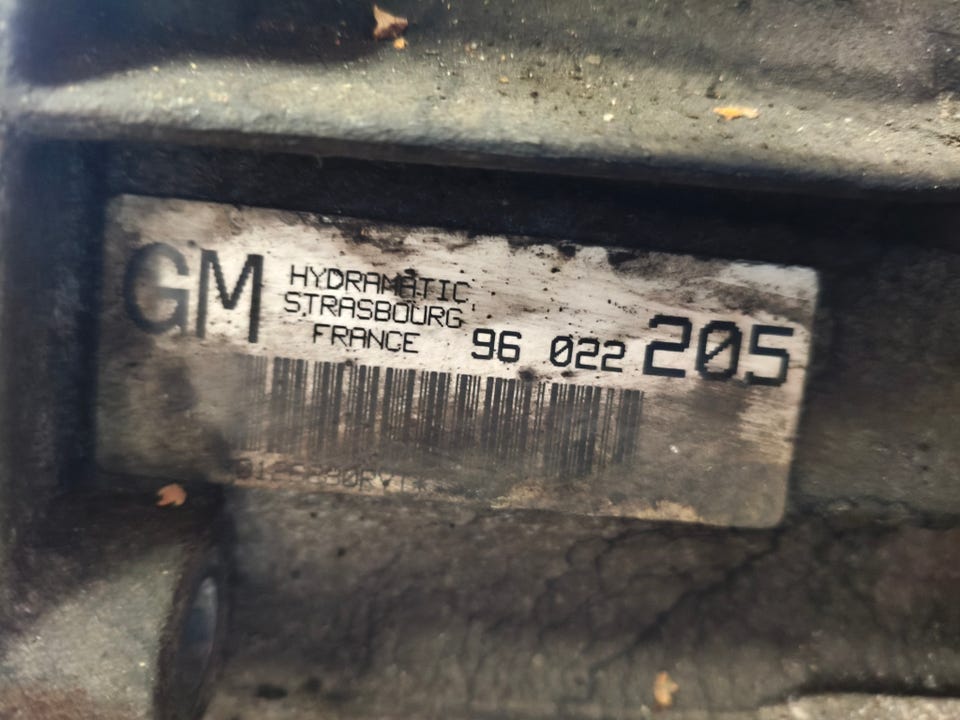 GM
HYDRAMATIC
STRASBOURG
FRANCE
96 022 205